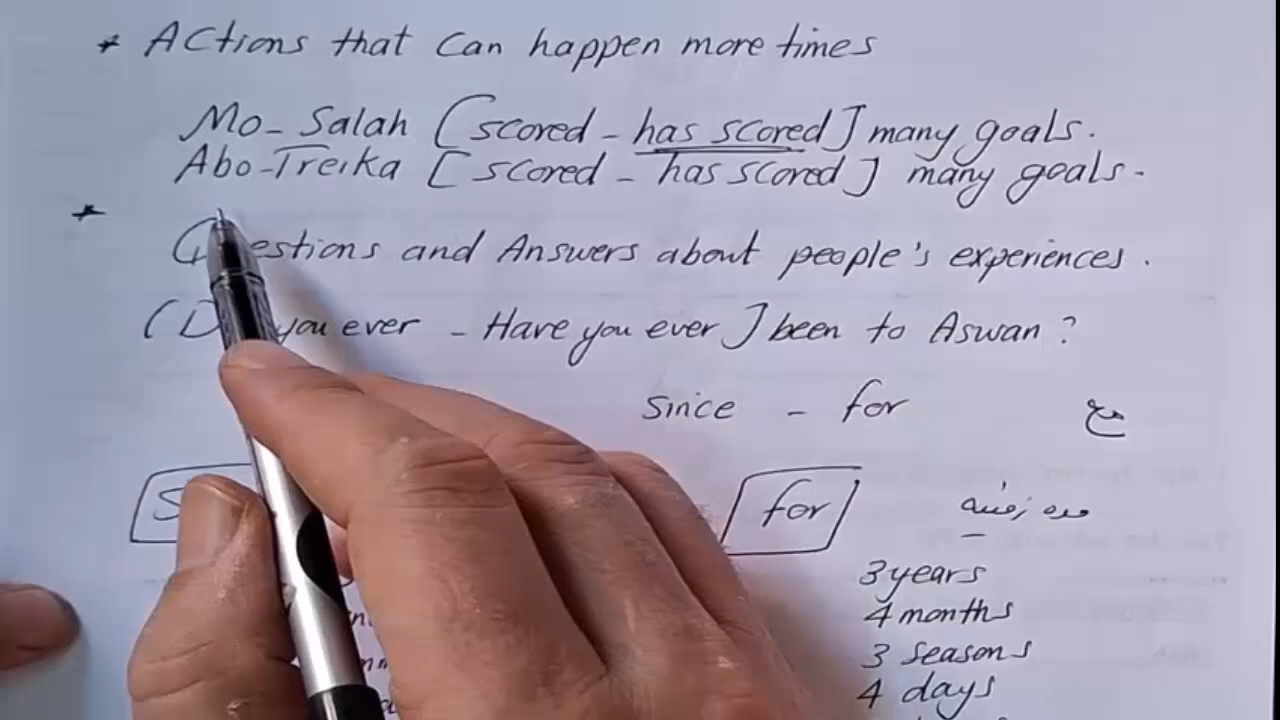 * Actions that can happen more times
Mo-Salah [scored - has scored] many goals.
Abo-Treika [scored - has scored] many goals.
* Questions and Answers about people's experiences.
you ever - Have you ever] been to Aswan?
since - for
مع
for مده زمنيه
3 years
4 months
3 seasons
4 days